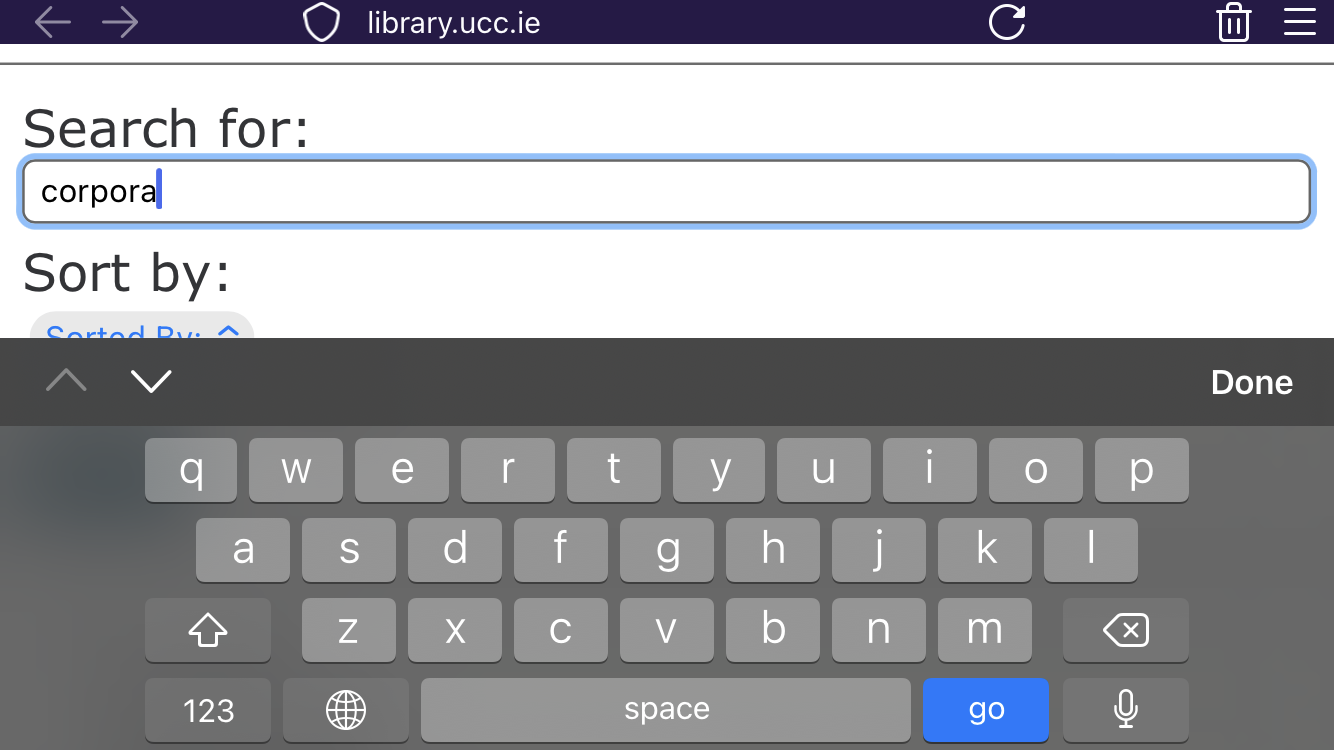 library.ucc.ie
Search for:
corpora
Sort by:
Sorted By:
Done
q w e r t y u i o p
a s d f g h j k l
z x c v b n m
123 space go